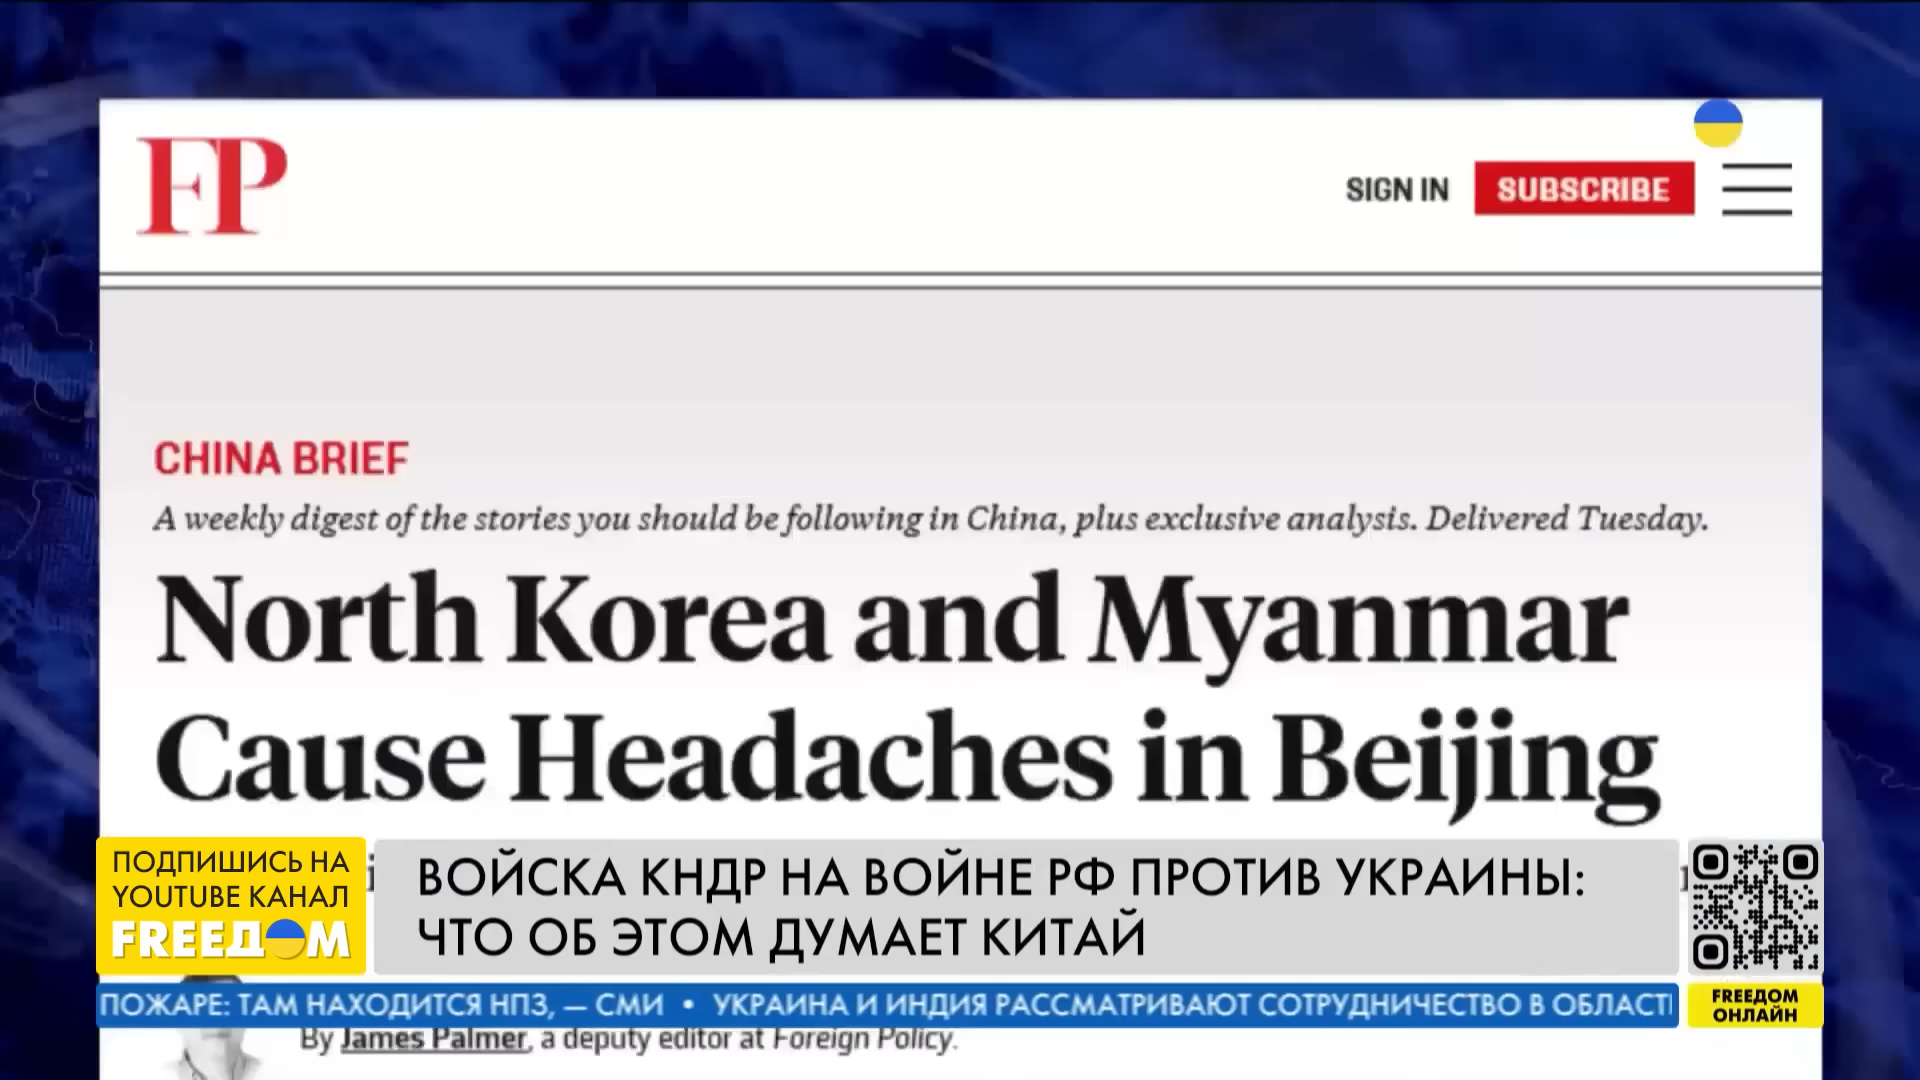 FP
SIGN IN
SUBSCRIBE
CHINA BRIEF
A weekly digest of the stories you should be following in China, plus exclusive analysis. Delivered Tuesday.
North Korea and Myanmar
Cause Headaches in Beijing
ПОДПИШИСЬ НА
YOUTUBE КАНАЛ
FREEДОМ
ВОЙСКА КНДР НА ВОЙНЕ РФ ПРОТИВ УКРАИНЫ:
ЧТО ОБ ЭТОМ ДУМАЕТ КИТАЙ
ПОЖАРЕ: ТАМ НАХОДИТСЯ НПЗ, — СМИ • УКРАИНА И ИНДИЯ РАССМАТРИВАЮТ СОТРУДНИЧЕСТВО В
FREEDOM
ОНЛАЙН
By James Palmer, a deputy editor at Foreign Policy.